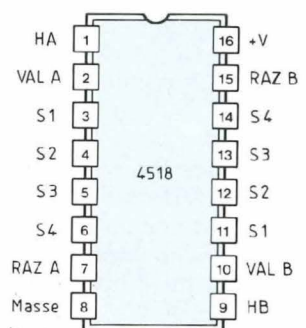 HA 1 16 +V
VAL A 2 15 RAZ B
S1 3 14 S4
S2 4 13 S3
4518
S3 5 12 S2
S4 6 11 S1
RAZ A 7 10 VAL B
Masse 8 9 HB